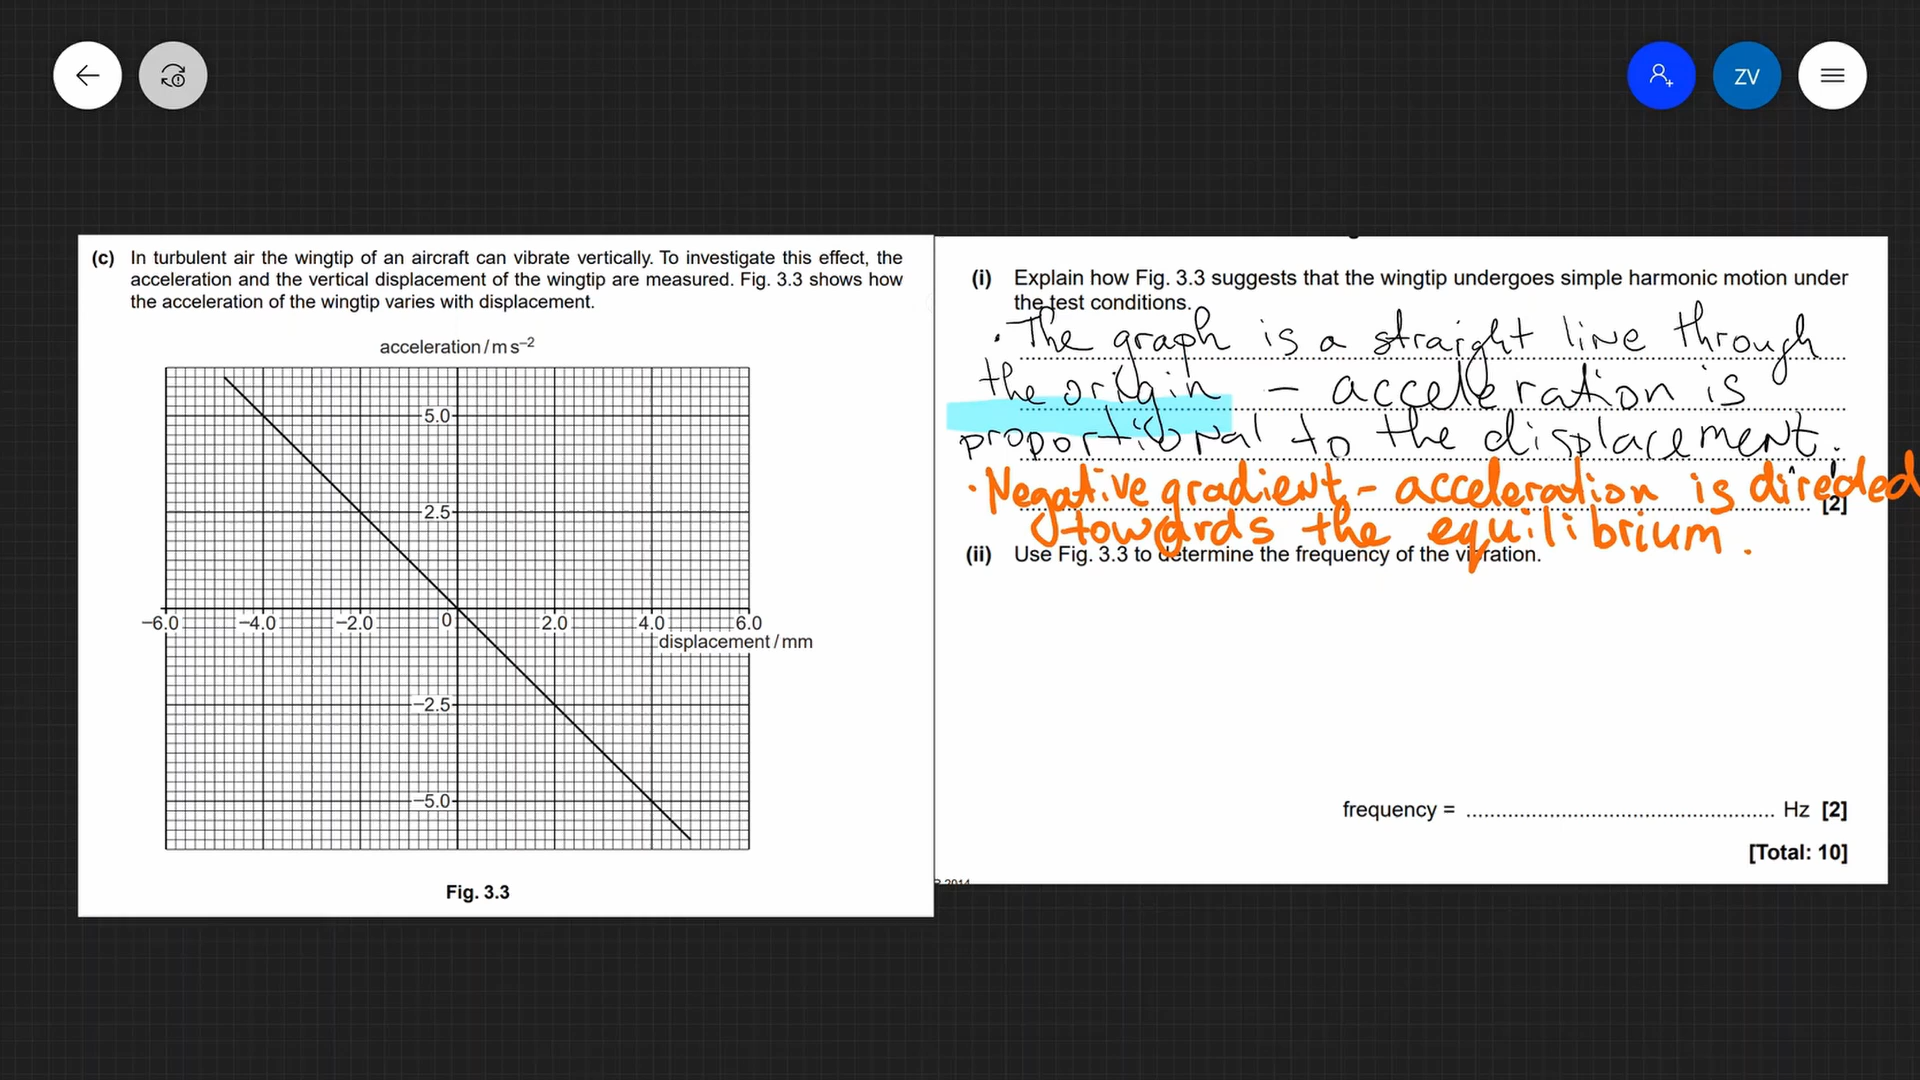 ZV
(c) In turbulent air the wingtip of an aircraft can vibrate vertically. To investigate this effect, the
acceleration and the vertical displacement of the wingtip are measured. Fig. 3.3 shows how
the acceleration of the wingtip varies with displacement.
acceleration / m s⁻²
5.0
2.5
−6.0 −4.0 −2.0 0 2.0 4.0 6.0
displacement / mm
−2.5
−5.0
Fig. 3.3
(i) Explain how Fig. 3.3 suggests that the wingtip undergoes simple harmonic motion under
the test conditions.
· The graph is a straight line through
the origin – acceleration is
proportional to the displacement.
· Negative gradient – acceleration is directed
towards the equilibrium.
[2]
(ii) Use Fig. 3.3 to determine the frequency of the vibration.
frequency = .................................................... Hz [2]
[Total: 10]
2014